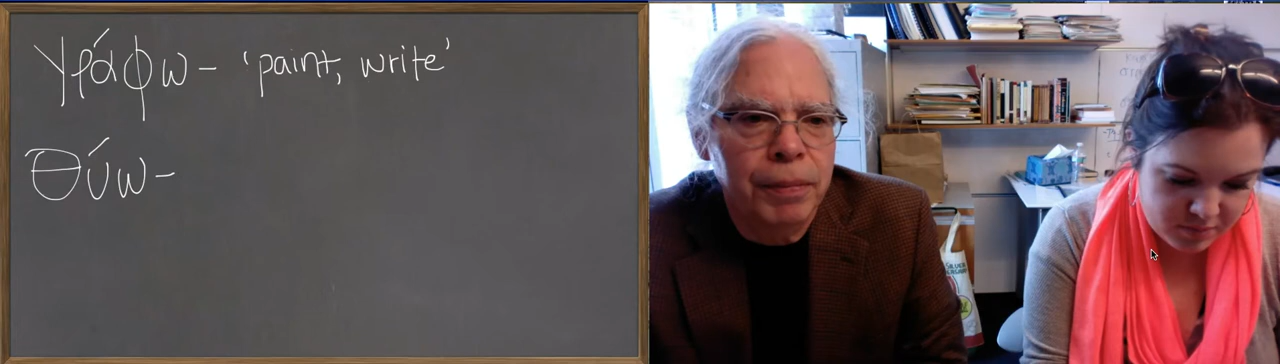 γράφω – 'paint, write'
θύω –